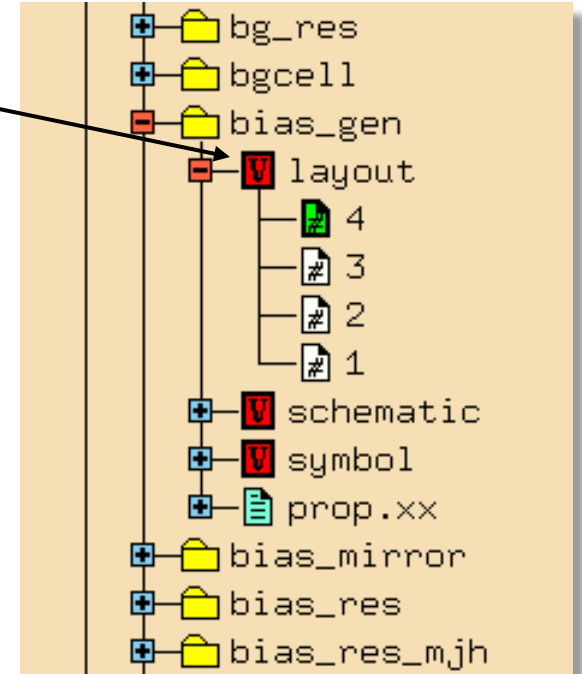 bg_res
bgcell
bias_gen
V layout
# 4
# 3
# 2
# 1
V schematic
V symbol
prop.xx
bias_mirror
bias_res
bias_res_mjh